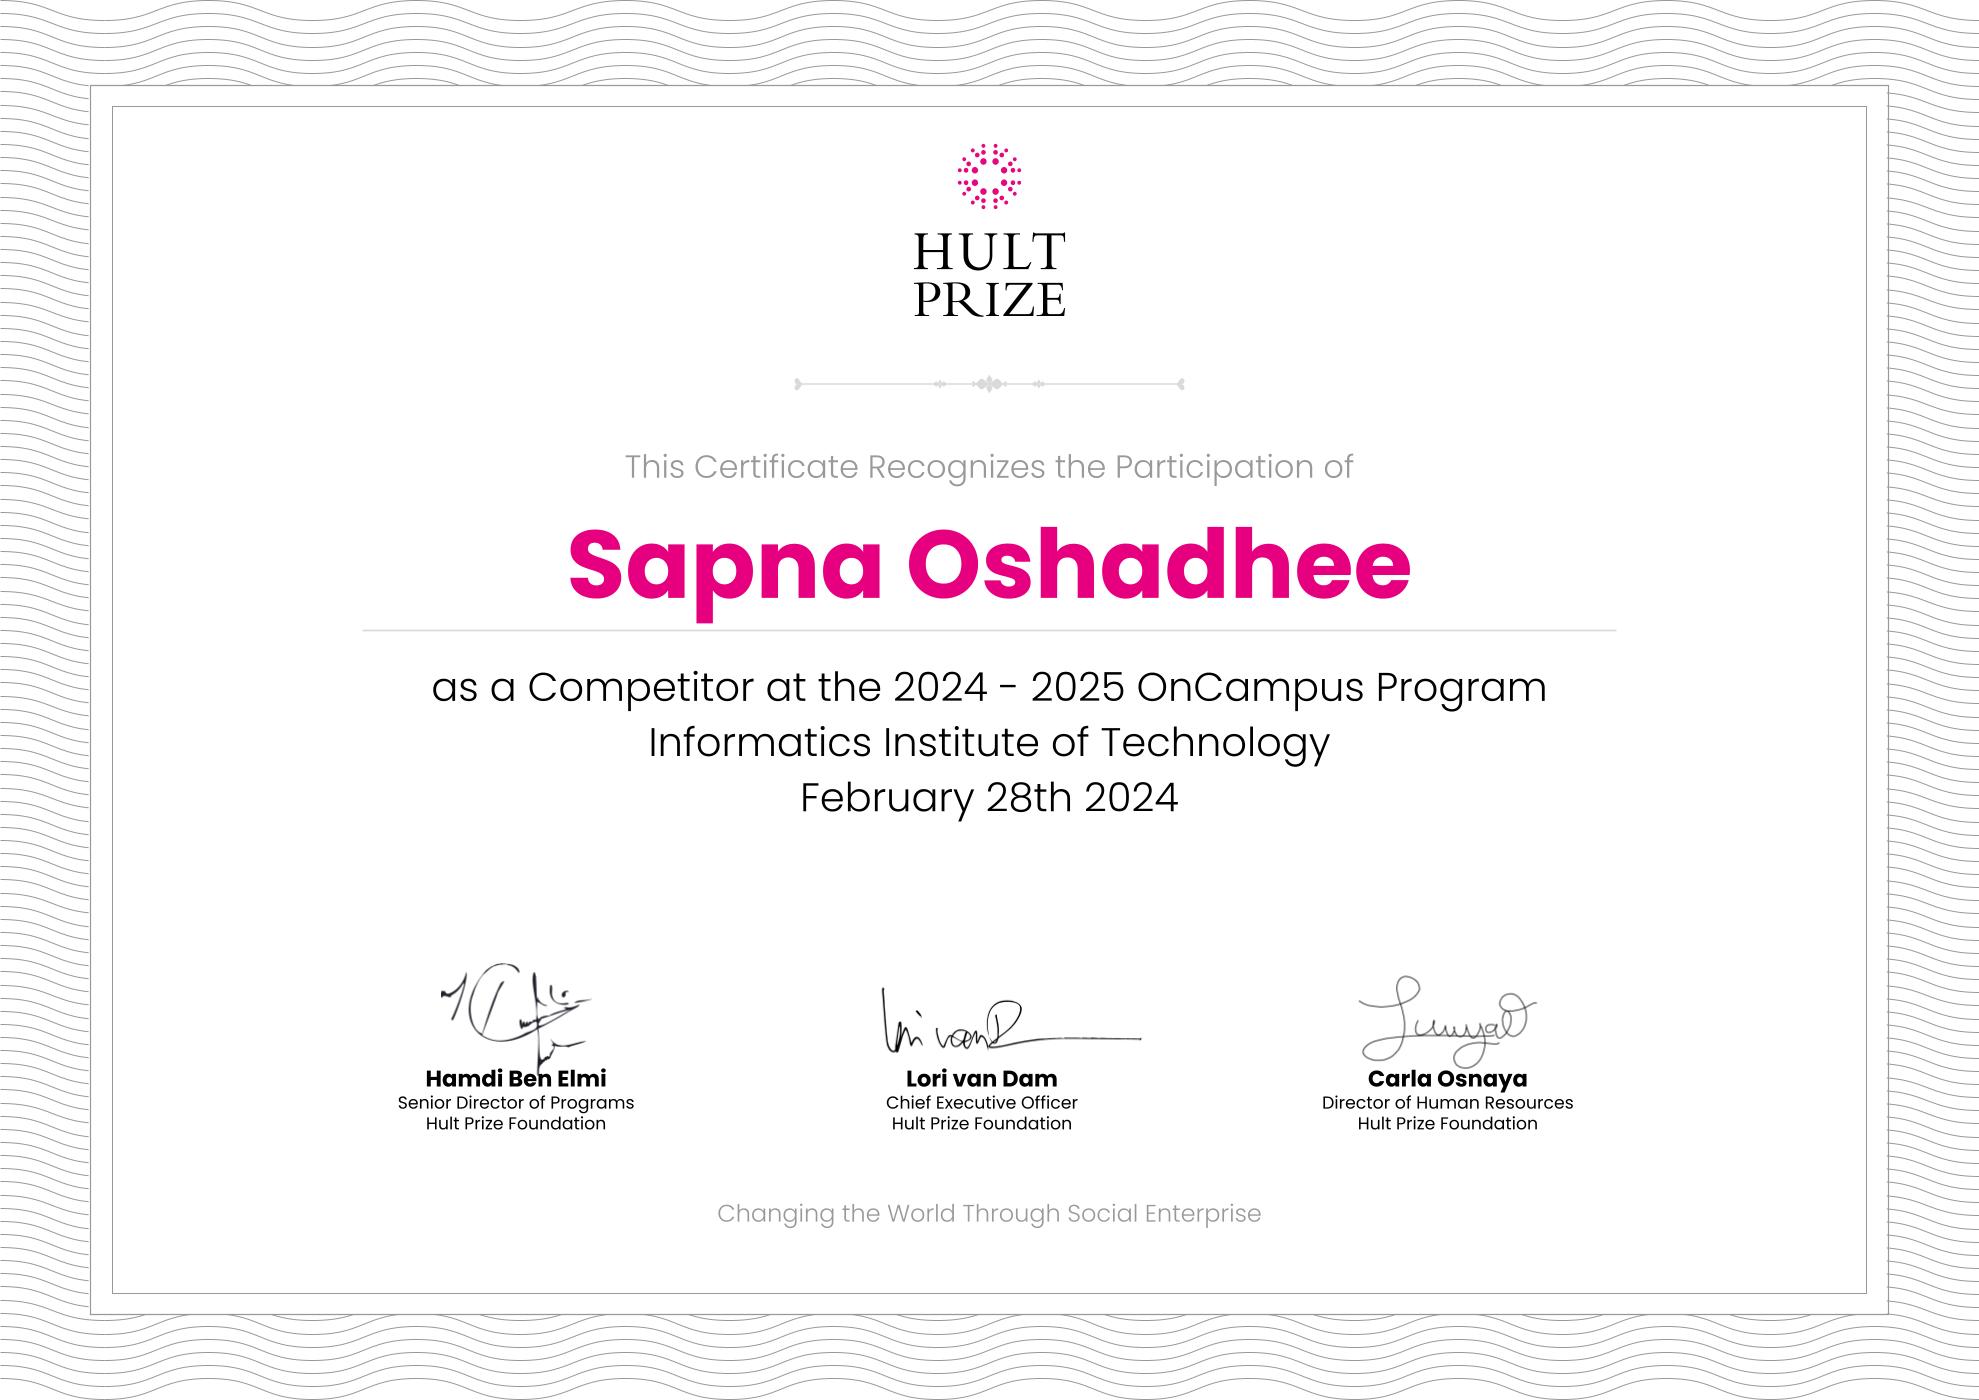 HULT
PRIZE
This Certificate Recognizes the Participation of
Sapna Oshadhee
as a Competitor at the 2024 - 2025 OnCampus Program
Informatics Institute of Technology
February 28th 2024
Hamdi Ben Elmi
Senior Director of Programs
Hult Prize Foundation
Lori van Dam
Chief Executive Officer
Hult Prize Foundation
Carla Osnaya
Director of Human Resources
Hult Prize Foundation
Changing the World Through Social Enterprise